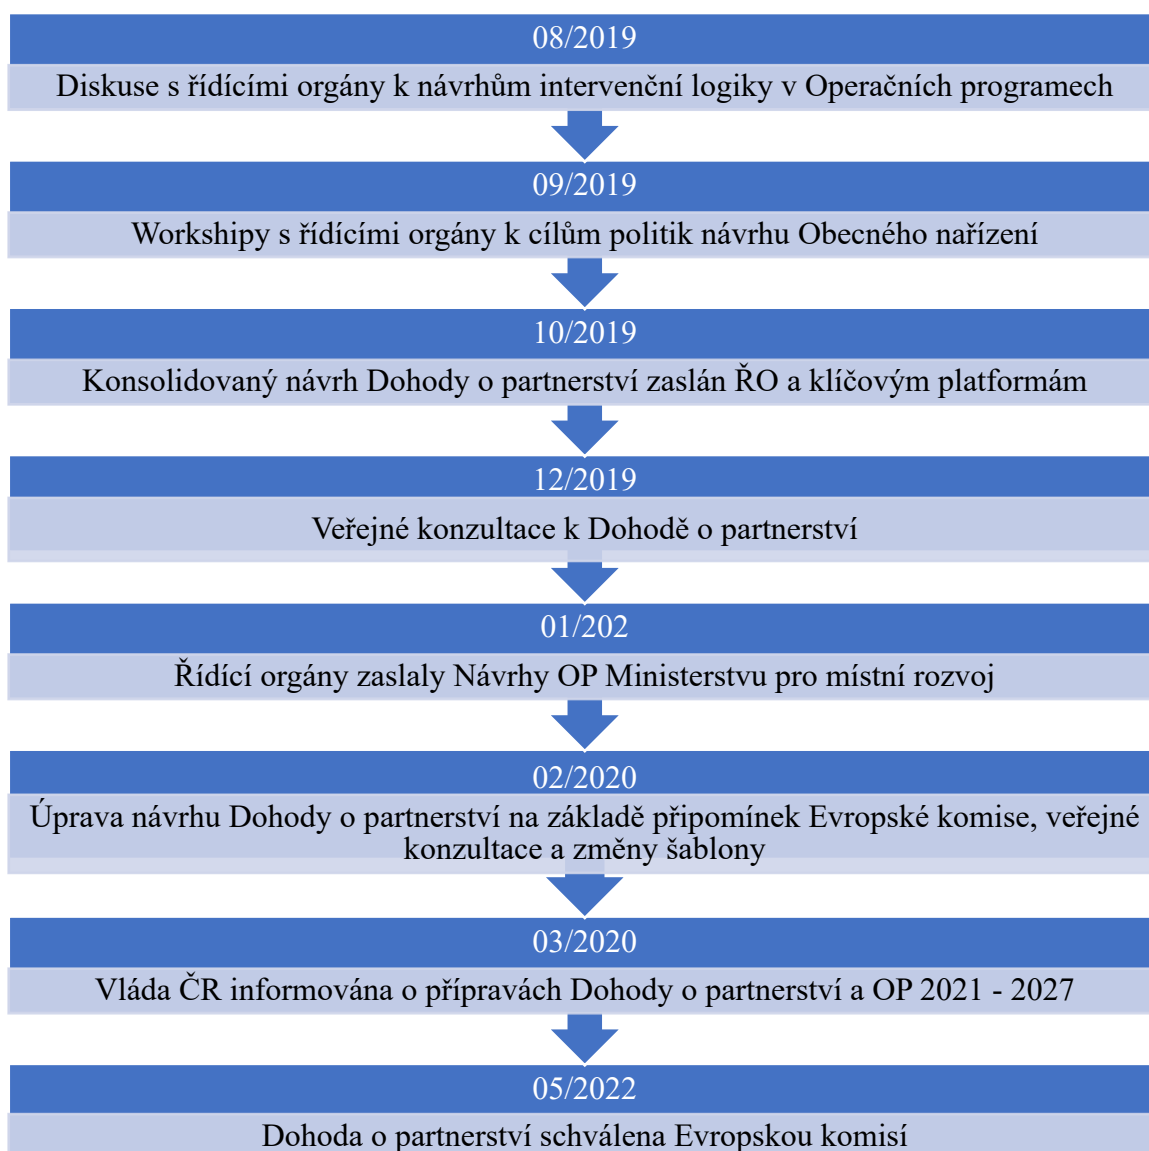 08/2019
Diskuse s řídícími orgány k návrhům intervenční logiky v Operačních programech
09/2019
Workshipy s řídícími orgány k cílům politik návrhu Obecného nařízení
10/2019
Konsolidovaný návrh Dohody o partnerství zaslán ŘO a klíčovým platformám
12/2019
Veřejné konzultace k Dohodě o partnerství
01/202
Řídící orgány zaslaly Návrhy OP Ministerstvu pro místní rozvoj
02/2020
Úprava návrhu Dohody o partnerství na základě připomínek Evropské komise, veřejné
konzultace a změny šablony
03/2020
Vláda ČR informována o přípravách Dohody o partnerství a OP 2021 - 2027
05/2022
Dohoda o partnerství schválena Evropskou komisí